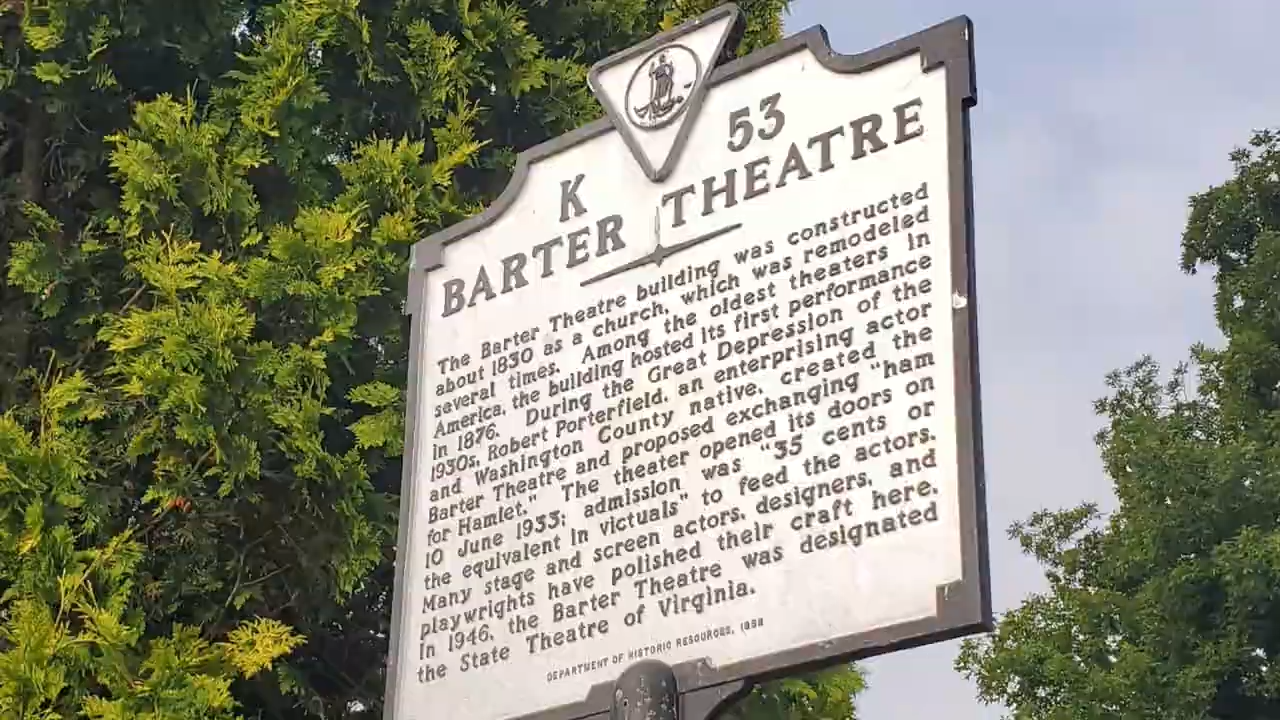 K 53
BARTER THEATRE
The Barter Theatre building was constructed
about 1830 as a church, which was remodeled
several times. Among the oldest theaters in
America, the building hosted its first performance
in 1876. During the Great Depression of the
1930s, Robert Porterfield, an enterprising actor
and Washington County native, created the
Barter Theatre and proposed exchanging "ham
for Hamlet." The theater opened its doors on
10 June 1933; admission was "35 cents or
the equivalent in victuals" to feed the actors.
Many stage and screen actors, designers, and
playwrights have polished their craft here.
In 1946, the Barter Theatre was designated
the State Theatre of Virginia.
DEPARTMENT OF HISTORIC RESOURCES, 1998